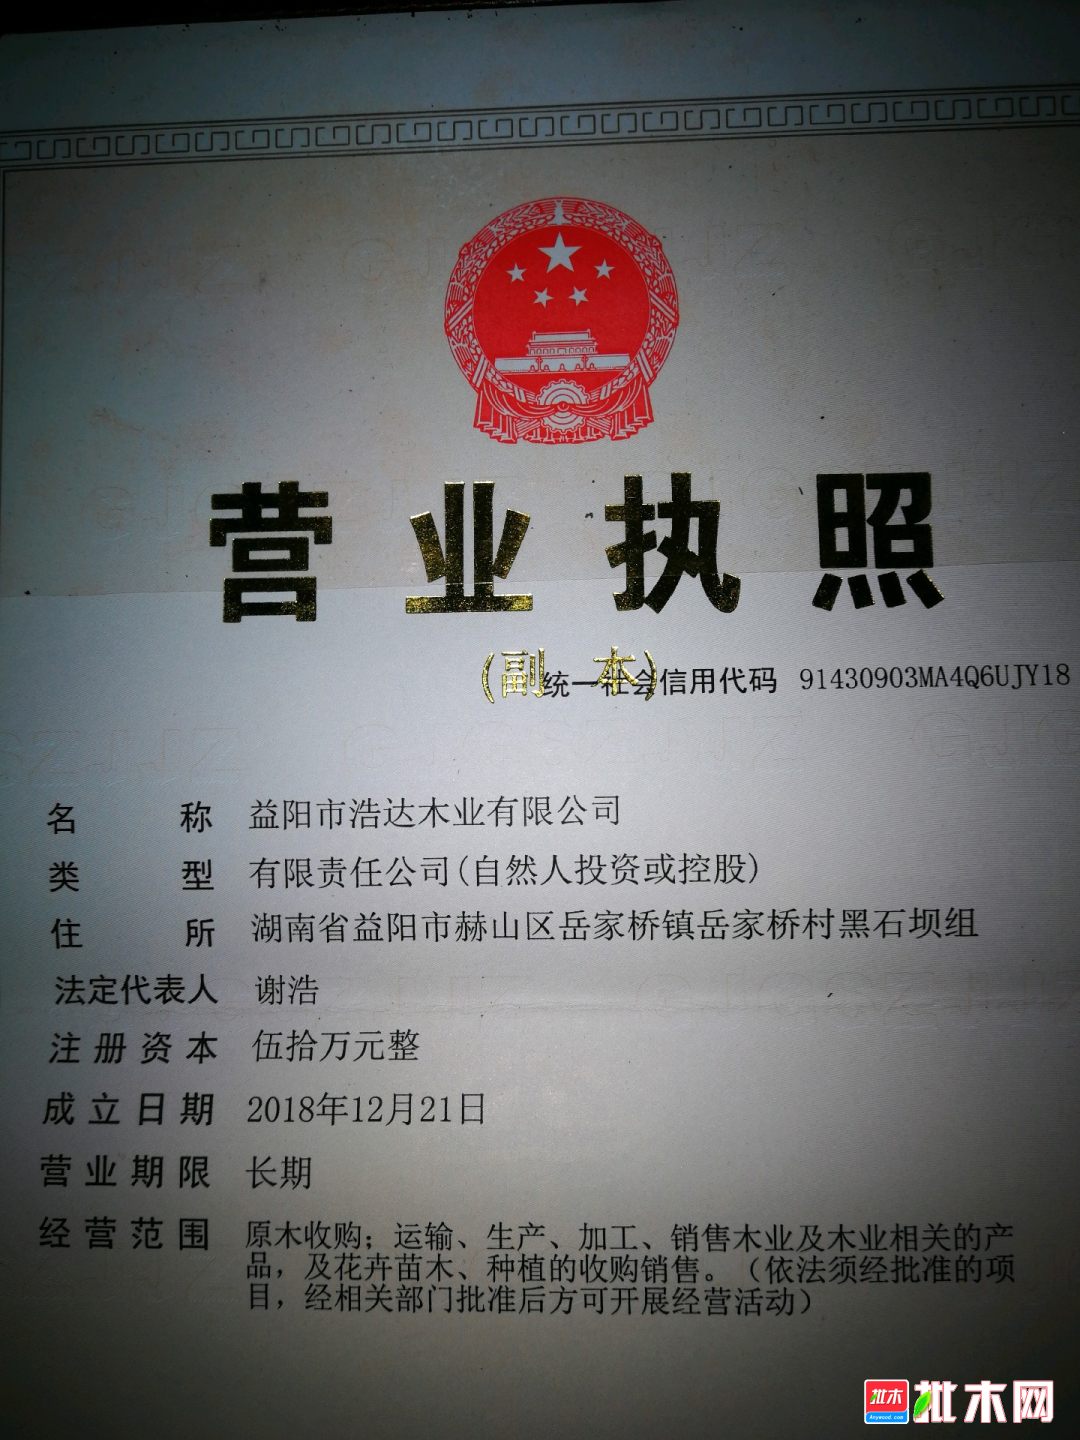 营业执照
(副 本)
统一社会信用代码 91430903MA4Q6UJY18
名称 益阳市浩达木业有限公司
类型 有限责任公司(自然人投资或控股)
住所 湖南省益阳市赫山区岳家桥镇岳家桥村黑石坝组
法定代表人 谢浩
注册资本 伍拾万元整
成立日期 2018年12月21日
营业期限 长期
经营范围 原木收购；运输、生产、加工、销售木业及木业相关的产
品，及花卉苗木、种植的收购销售。（依法须经批准的项
目，经相关部门批准后方可开展经营活动）
批木 批木网
Anywood.com